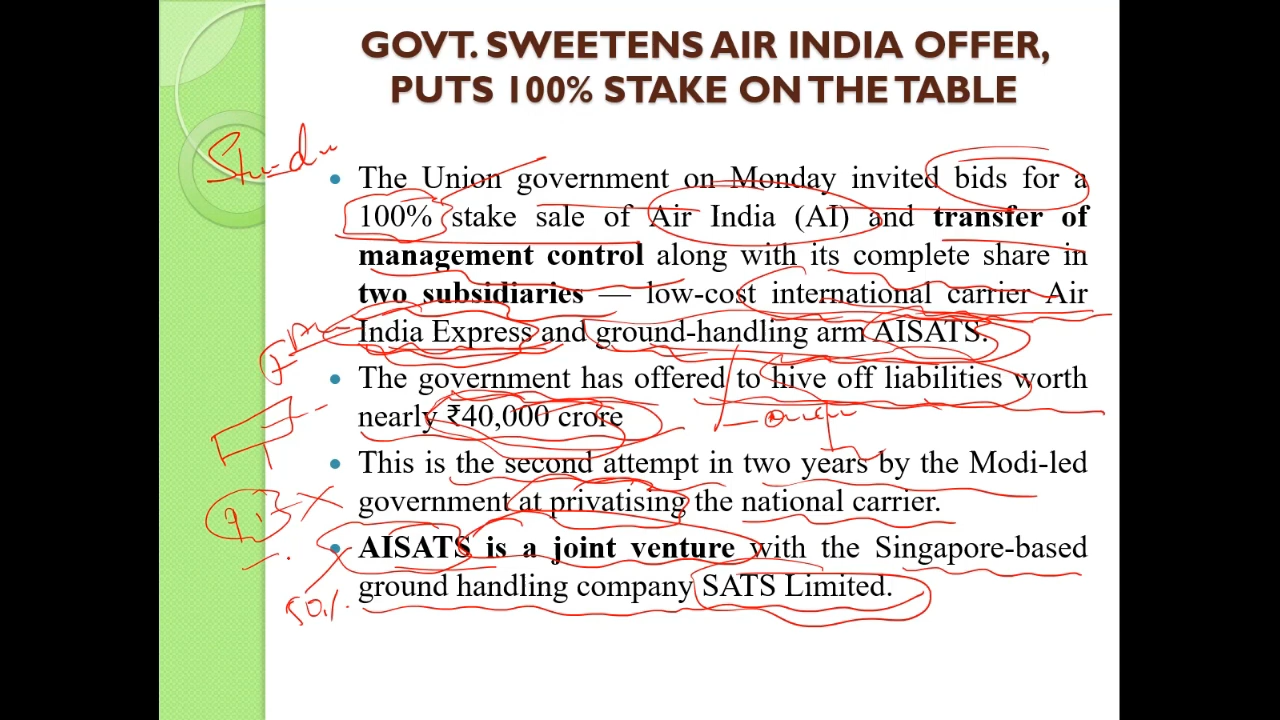 GOVT. SWEETENS AIR INDIA OFFER,
PUTS 100% STAKE ON THE TABLE
The Union government on Monday invited bids for a
100% stake sale of Air India (AI) and transfer of
management control along with its complete share in
two subsidiaries — low-cost international carrier Air
India Express and ground-handling arm AISATS.
The government has offered to hive off liabilities worth
nearly ₹40,000 crore
This is the second attempt in two years by the Modi-led
government at privatising the national carrier.
AISATS is a joint venture with the Singapore-based
ground handling company SATS Limited.
50%.